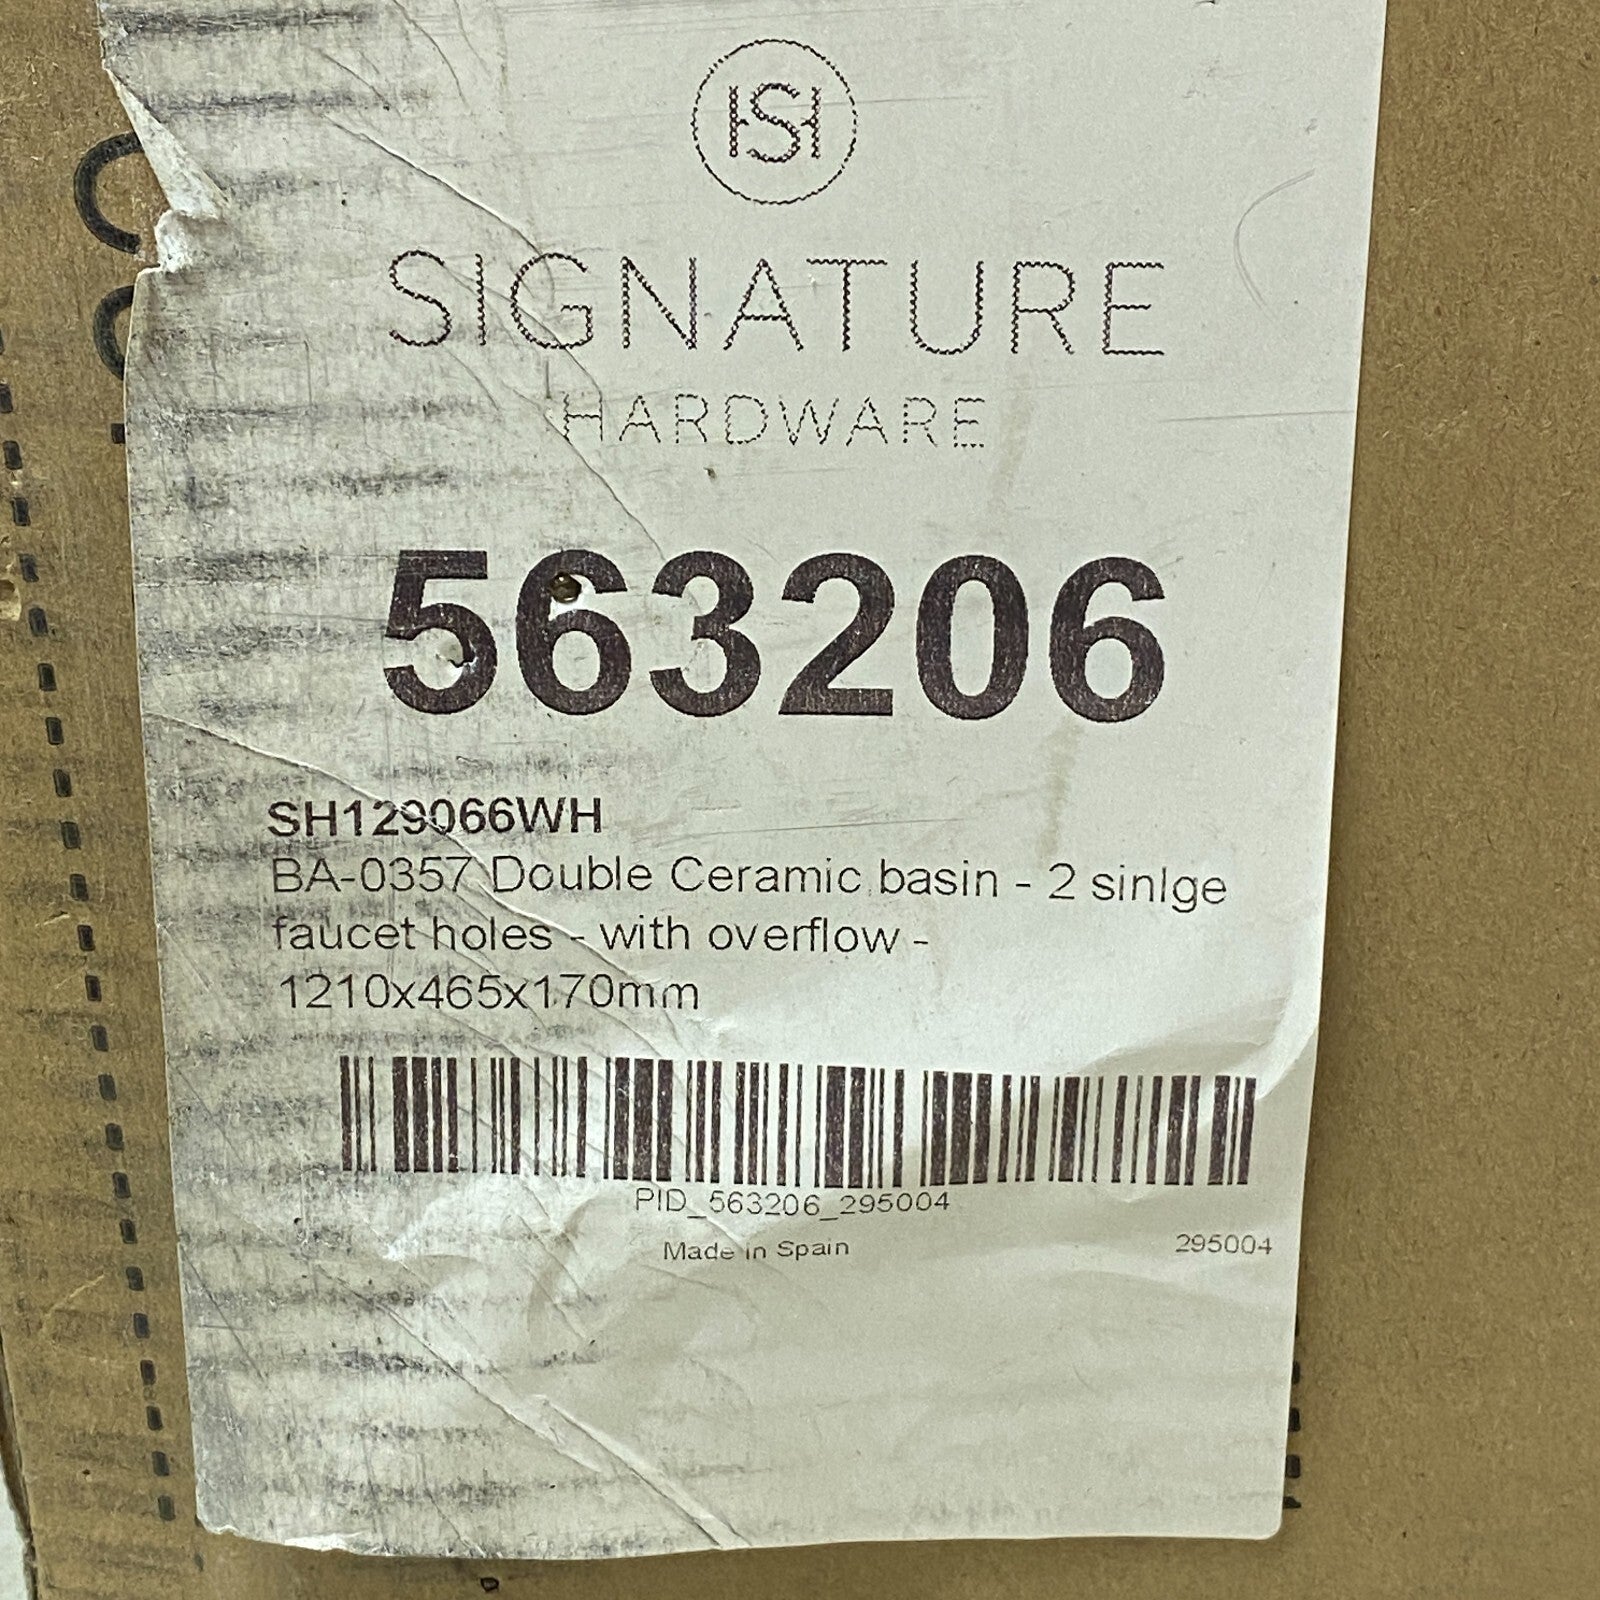 SH
SIGNATURE
HARDWARE
563206
SH129066WH
BA-0357 Double Ceramic basin - 2 sinlge
faucet holes - with overflow -
1210x465x170mm
PID_563206_295004
Made in Spain
295004